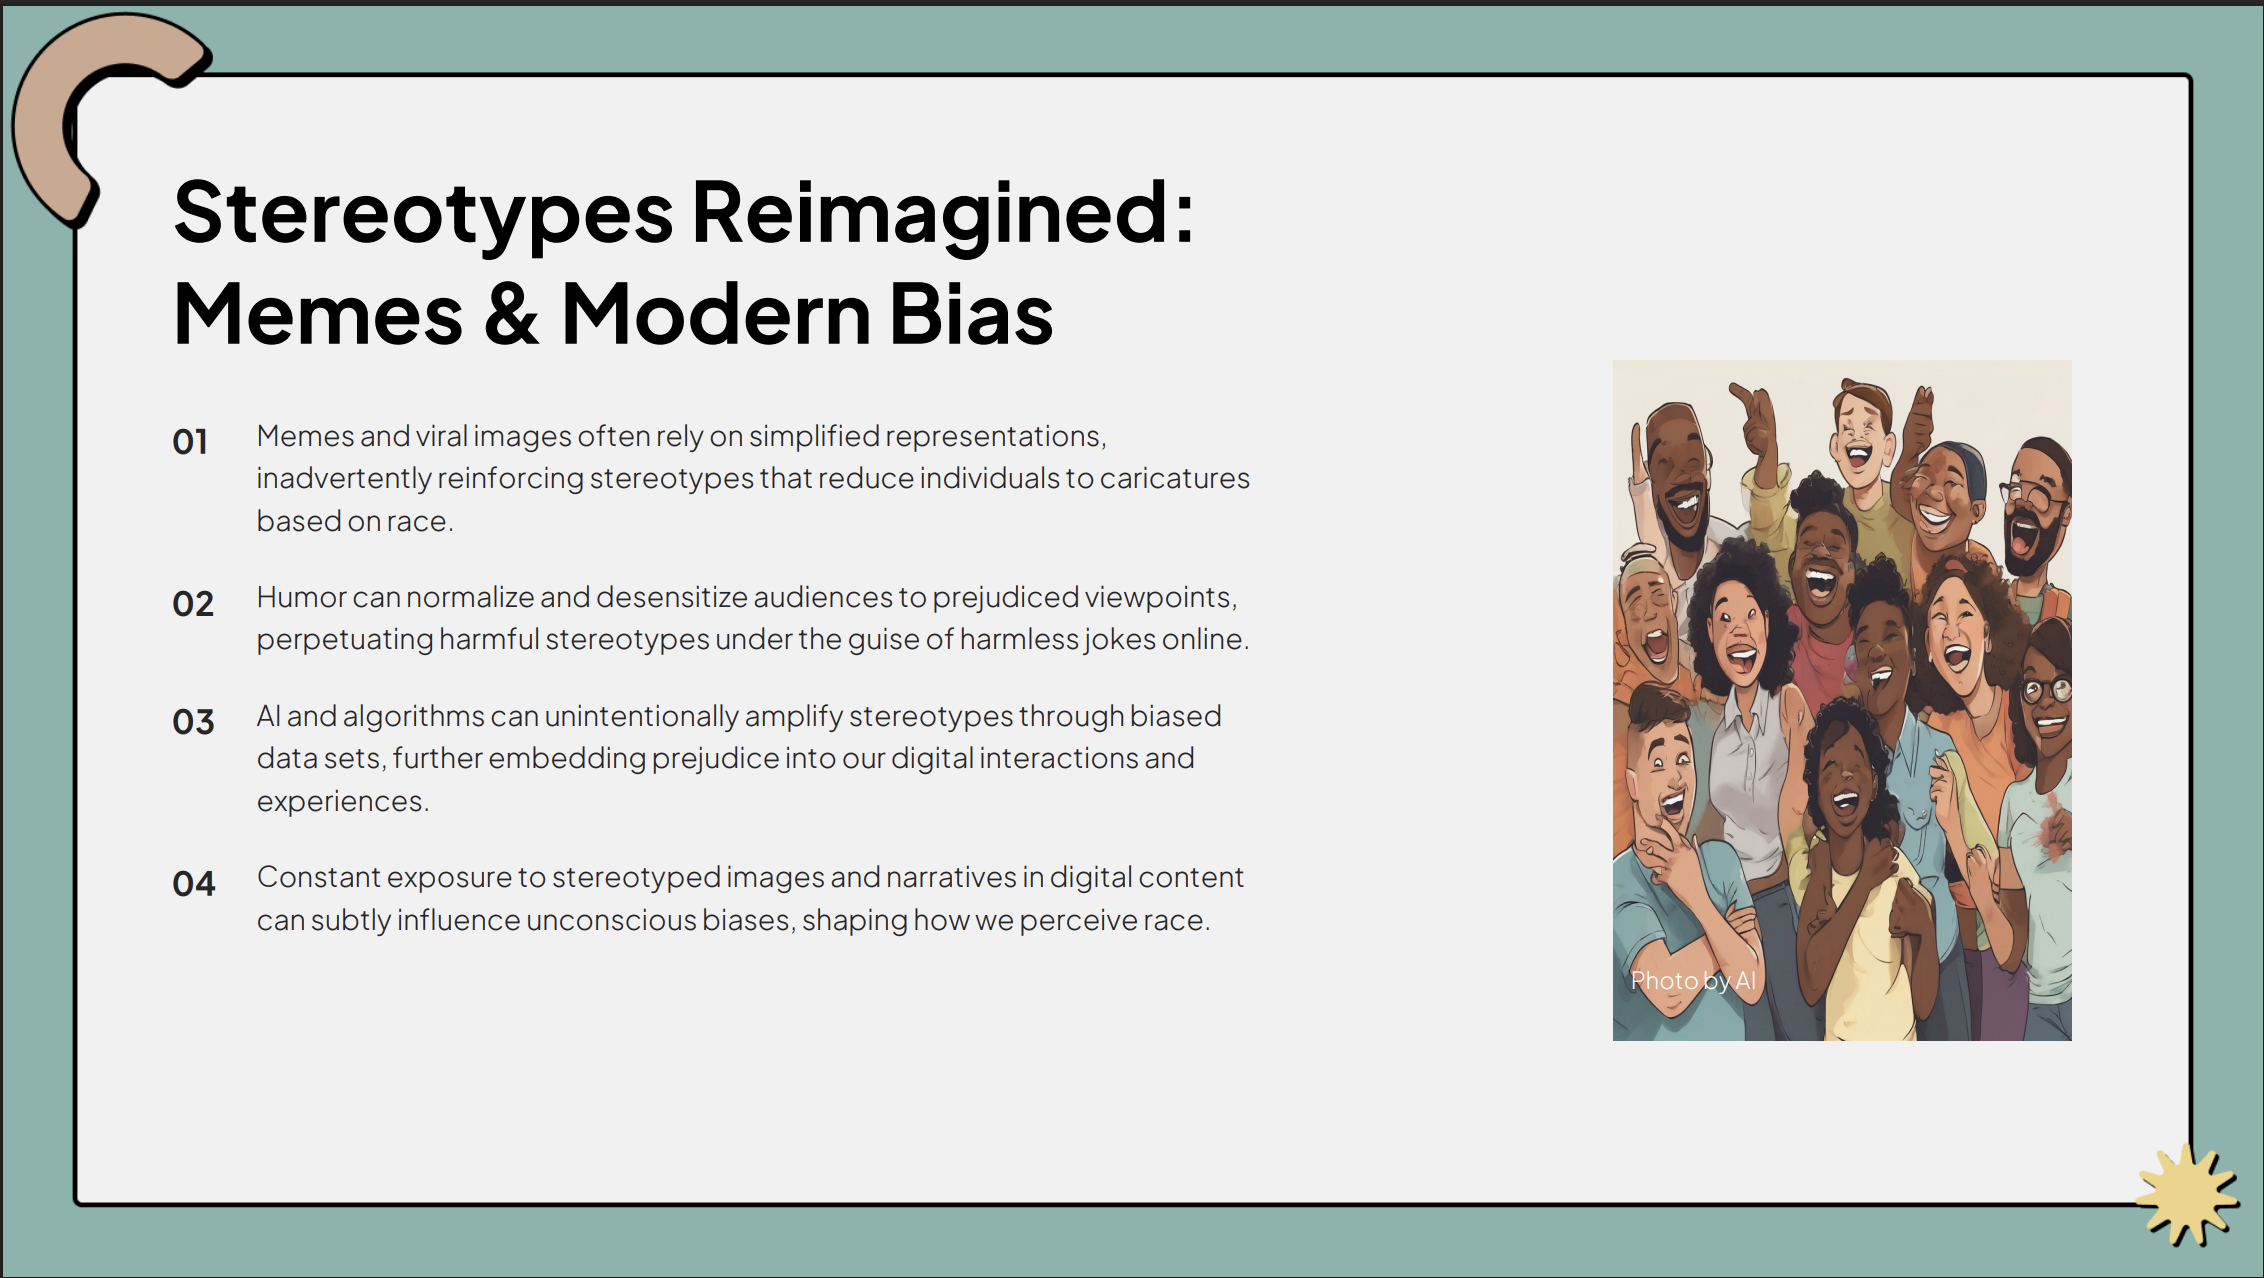 Stereotypes Reimagined:
Memes & Modern Bias
01
Memes and viral images often rely on simplified representations,
inadvertently reinforcing stereotypes that reduce individuals to caricatures
based on race.
02
Humor can normalize and desensitize audiences to prejudiced viewpoints,
perpetuating harmful stereotypes under the guise of harmless jokes online.
03
AI and algorithms can unintentionally amplify stereotypes through biased
data sets, further embedding prejudice into our digital interactions and
experiences.
04
Constant exposure to stereotyped images and narratives in digital content
can subtly influence unconscious biases, shaping how we perceive race.
Photo by AI